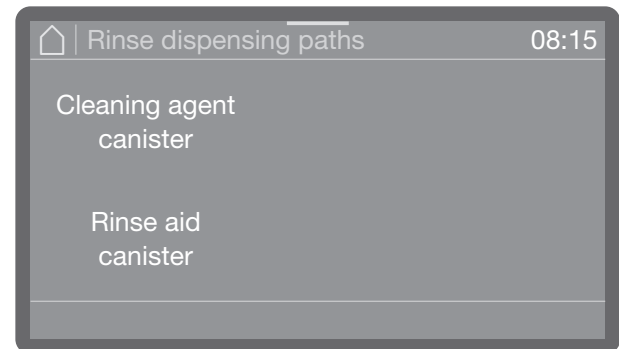 Rinse dispensing paths 08:15
Cleaning agent
canister
Rinse aid
canister